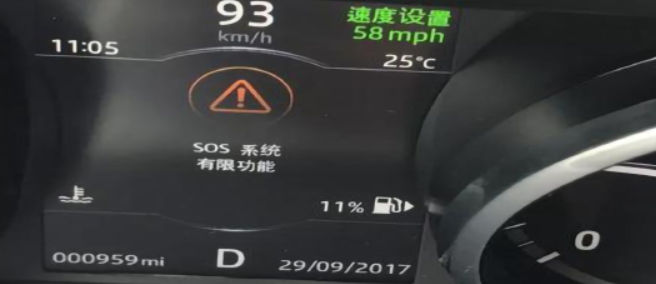 93
速度设置
km/h
58 mph
11:05
25°C
SOS 系统
有限功能
11%
000959mi
D
29/09/2017
0